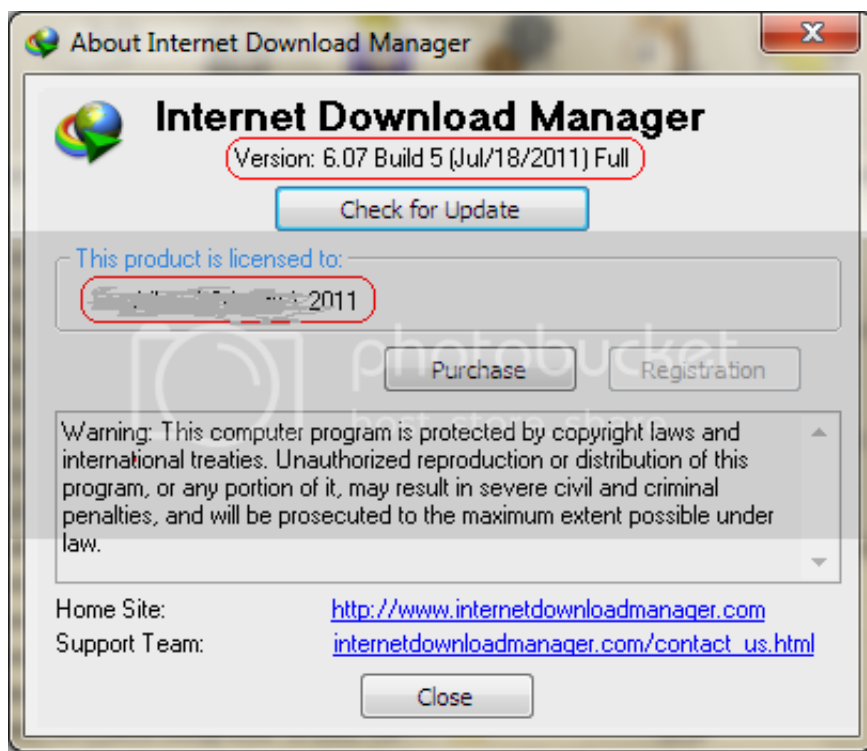 About Internet Download Manager
x
Internet Download Manager
Version: 6.07 Build 5 (Jul/18/2011) Full
Check for Update
This product is licensed to:
2011
Purchase
Registration
photobucket
host. store. share.
Warning: This computer program is protected by copyright laws and
international treaties. Unauthorized reproduction or distribution of this
program, or any portion of it, may result in severe civil and criminal
penalties, and will be prosecuted to the maximum extent possible under
law.
Home Site: http://www.internetdownloadmanager.com
Support Team: internetdownloadmanager.com/contact_us.html
Close